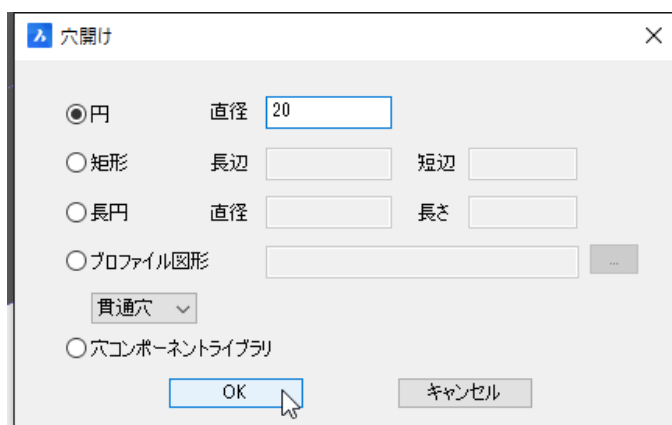 穴開け
円 直径 20
矩形 長辺 短辺
長円 直径 長さ
プロファイル図形 ...
貫通穴
穴コンポーネントライブラリ
OK キャンセル